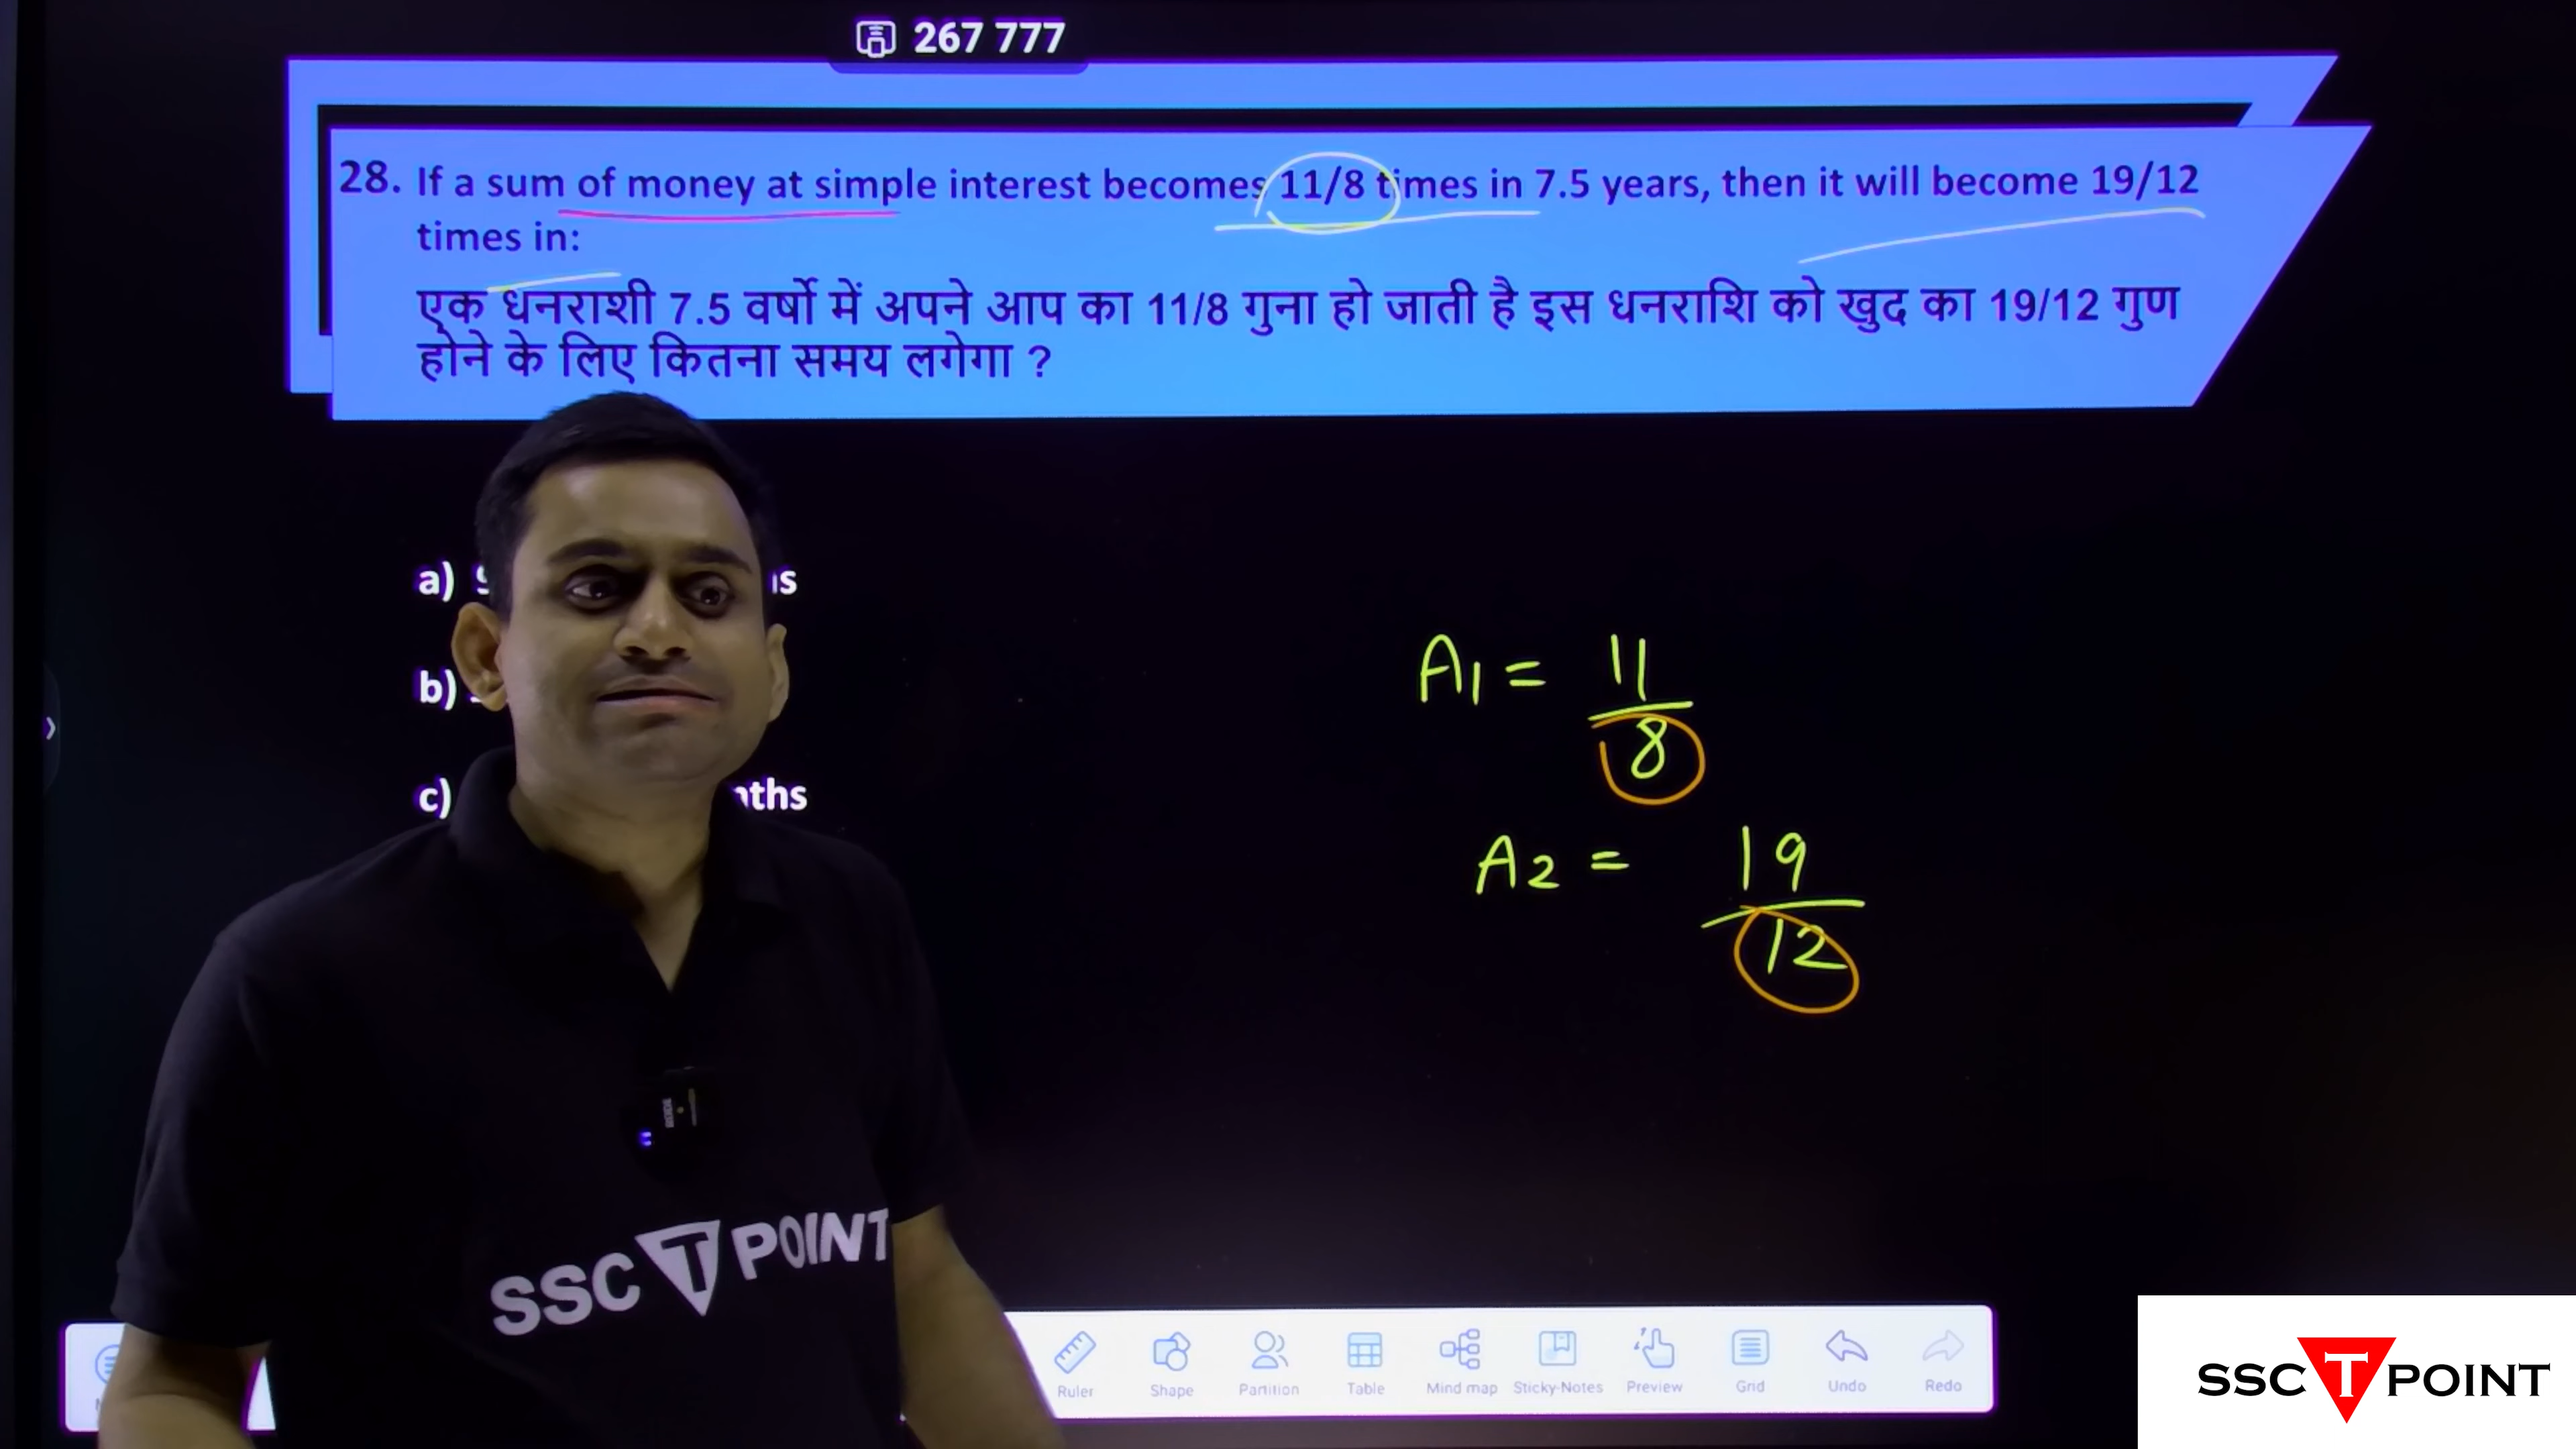 267 777
28. If a sum of money at simple interest becomes 11/8 times in 7.5 years, then it will become 19/12
times in:
एक धनराशी 7.5 वर्षो में अपने आप का 11/8 गुना हो जाती है इस धनराशि को खुद का 19/12 गुण
होने के लिए कितना समय लगेगा ?
a)
b)
c)
A1 = 11/8
A2 = 19/12
SSC T POINT
Ruler Shape Partition Table Mind map Sticky-Notes Preview Grid Undo Redo
SSC T POINT